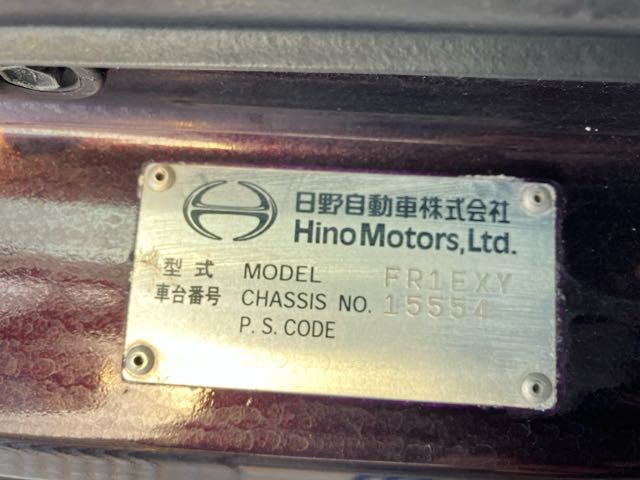 日野自動車株式会社
Hino Motors, Ltd.
型式 MODEL FR1EXY
車台番号 CHASSIS NO. 15554
P.S.CODE